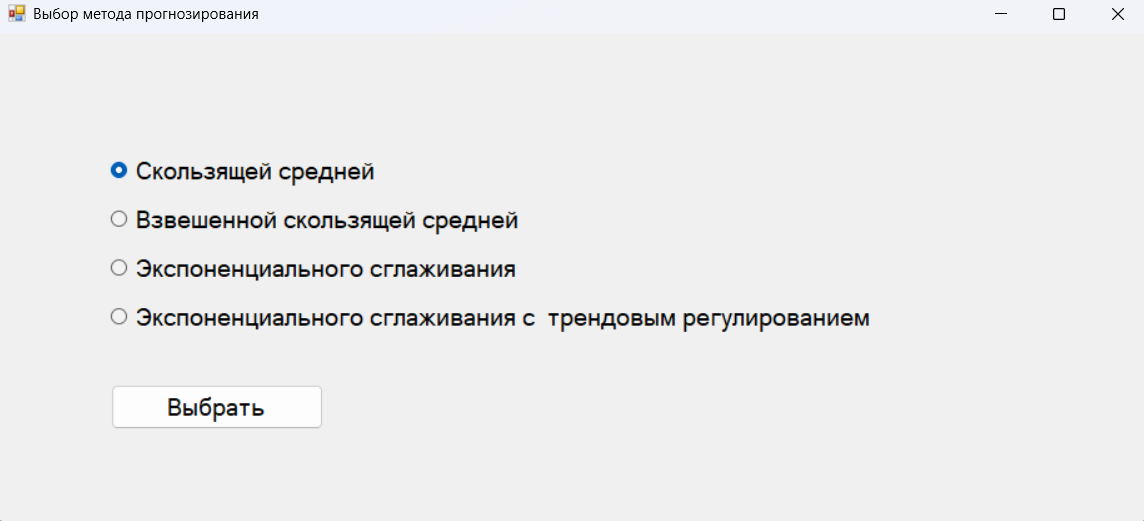 Выбор метода прогнозирования
Скользящей средней
Взвешенной скользящей средней
Экспоненциального сглаживания
Экспоненциального сглаживания с  трендовым регулированием
Выбрать